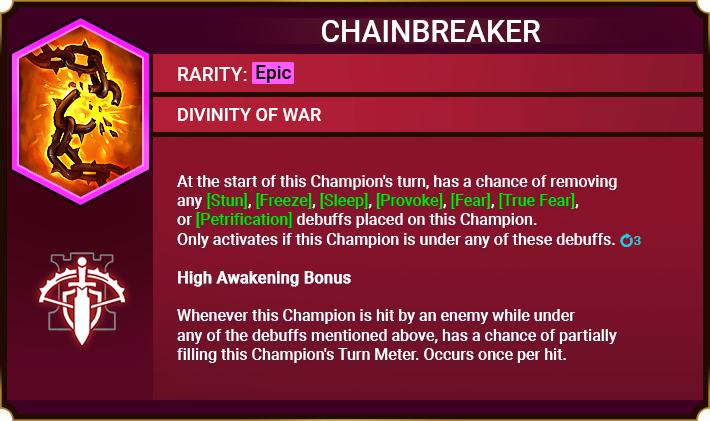 CHAINBREAKER
RARITY: Epic
DIVINITY OF WAR
At the start of this Champion's turn, has a chance of removing
any [Stun], [Freeze], [Sleep], [Provoke], [Fear], [True Fear],
or [Petrification] debuffs placed on this Champion.
Only activates if this Champion is under any of these debuffs. 3
High Awakening Bonus
Whenever this Champion is hit by an enemy while under
any of the debuffs mentioned above, has a chance of partially
filling this Champion's Turn Meter. Occurs once per hit.